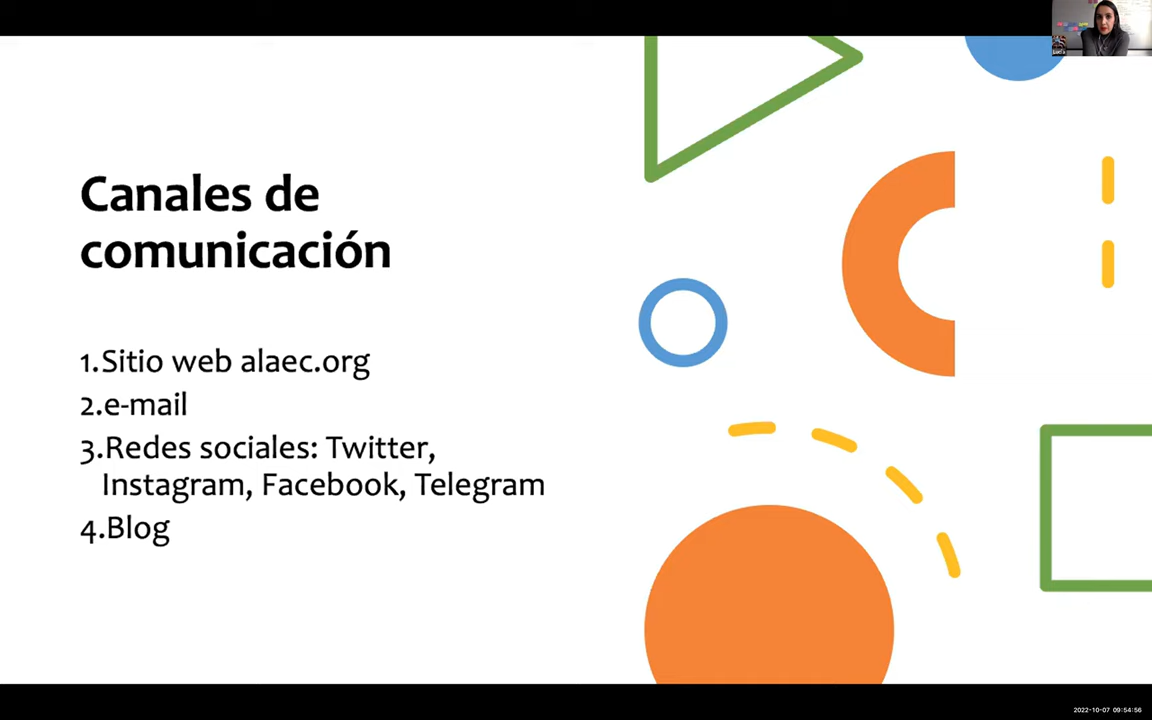 Canales de
comunicación
1.Sitio web alaec.org
2.e-mail
3.Redes sociales: Twitter,
Instagram, Facebook, Telegram
4.Blog
2022-10-07 09:54:56